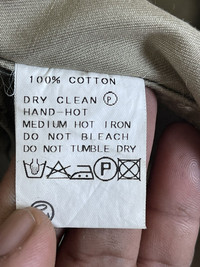 100% COTTON
DRY CLEAN Ⓟ
HAND-HOT
MEDIUM HOT IRON
DO NOT BLEACH
DO NOT TUMBLE DRY
P